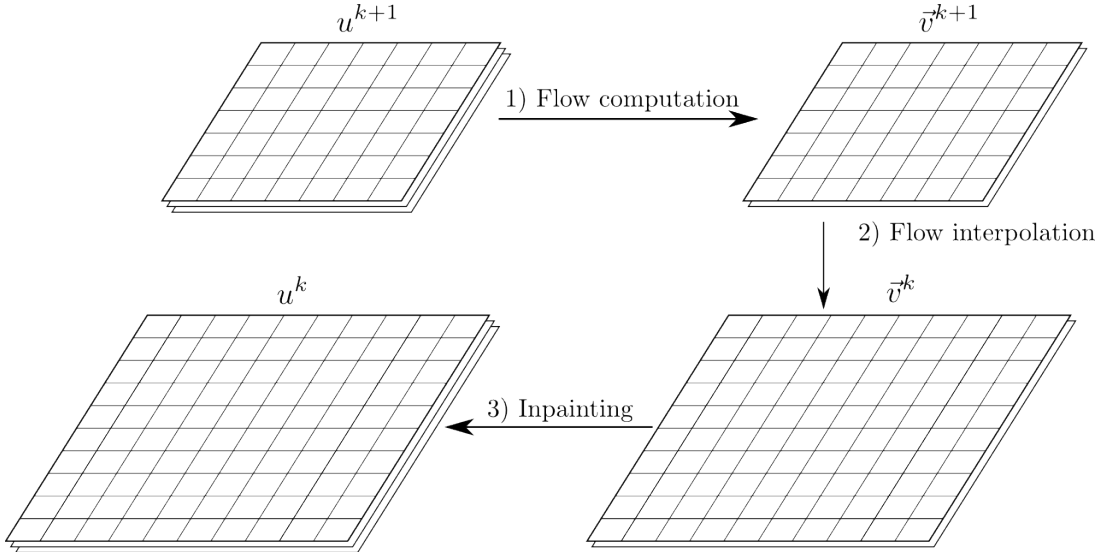 u^{k+1}
\vec{v}^{k+1}
1) Flow computation
2) Flow interpolation
u^k
\vec{v}^k
3) Inpainting